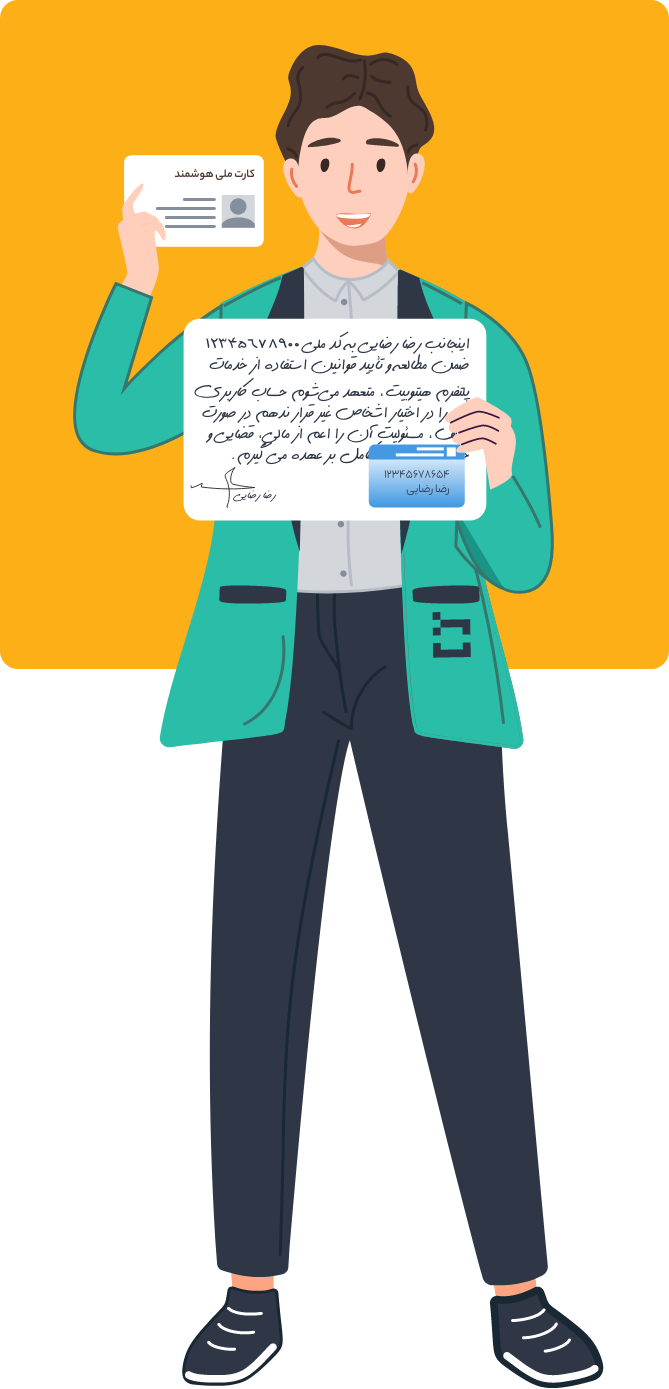 کارت ملی هوشمند
اینجانب رضا رضایی به کد ملی ۱۲۳۴۵۶۷۸۹۰۰
ضمن مطالعه و تأیید قوانین استفاده از خدمات
پلتفرم هیتوبیت ، متعهد می‌شوم حساب کاربری
را در اختیار اشخاص غیر قرار ندهم در صورت
، مسئولیت آن را اعم از مالی، قضایی و
بر عهده می گیرم .
رضا رضایی
۱۲۳۴۵۶۷۸۶۵۴
رضا رضایی